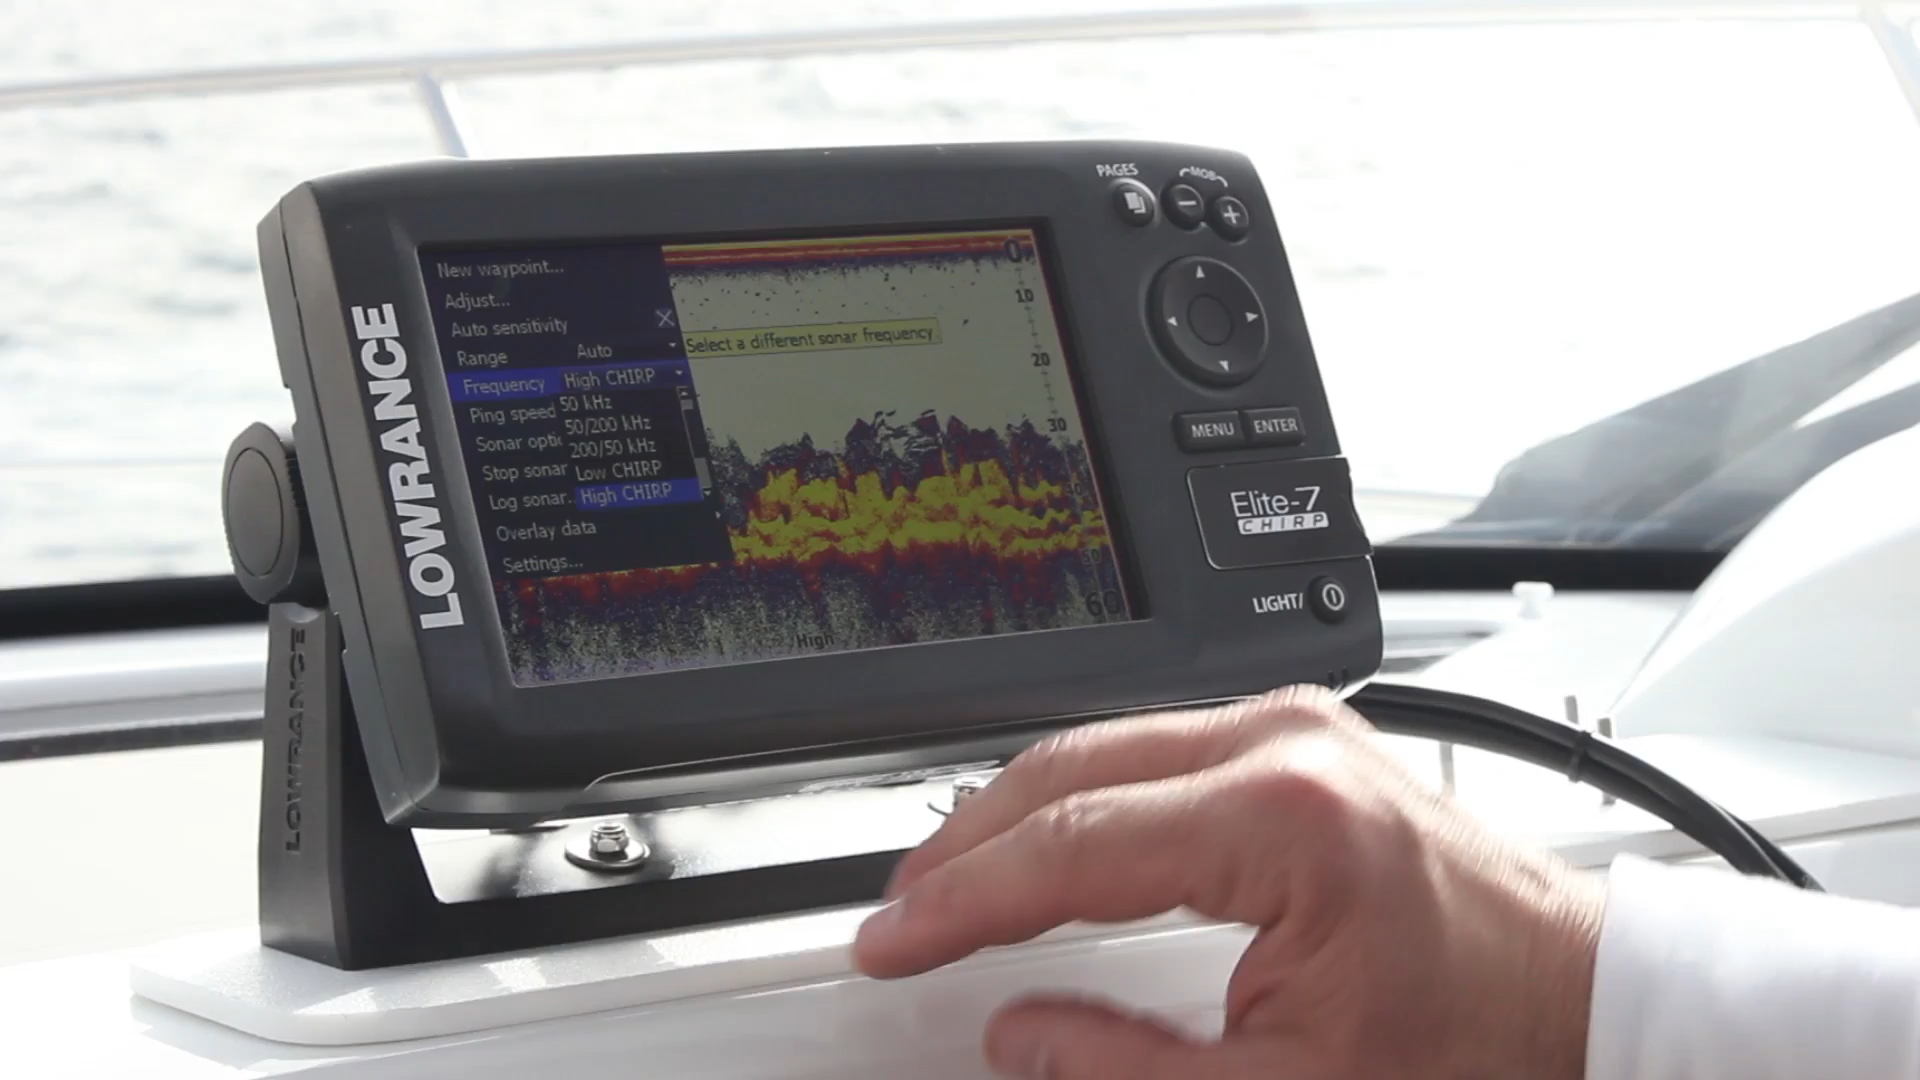 PAGES
MOB
LOWRANCE
New waypoint...
Adjust...
Auto sensitivity
Range Auto
Frequency High CHIRP
Ping speed 50 kHz
50/200 kHz
Sonar opti
200/50 kHz
Stop sonar Low CHIRP
Log sonar.. High CHIRP
Overlay data
Settings...
Select a different sonar frequency
0
10
20
30
50
60
High
MENU ENTER
Elite-7
CHIRP
LIGHT/
LOWRANCE